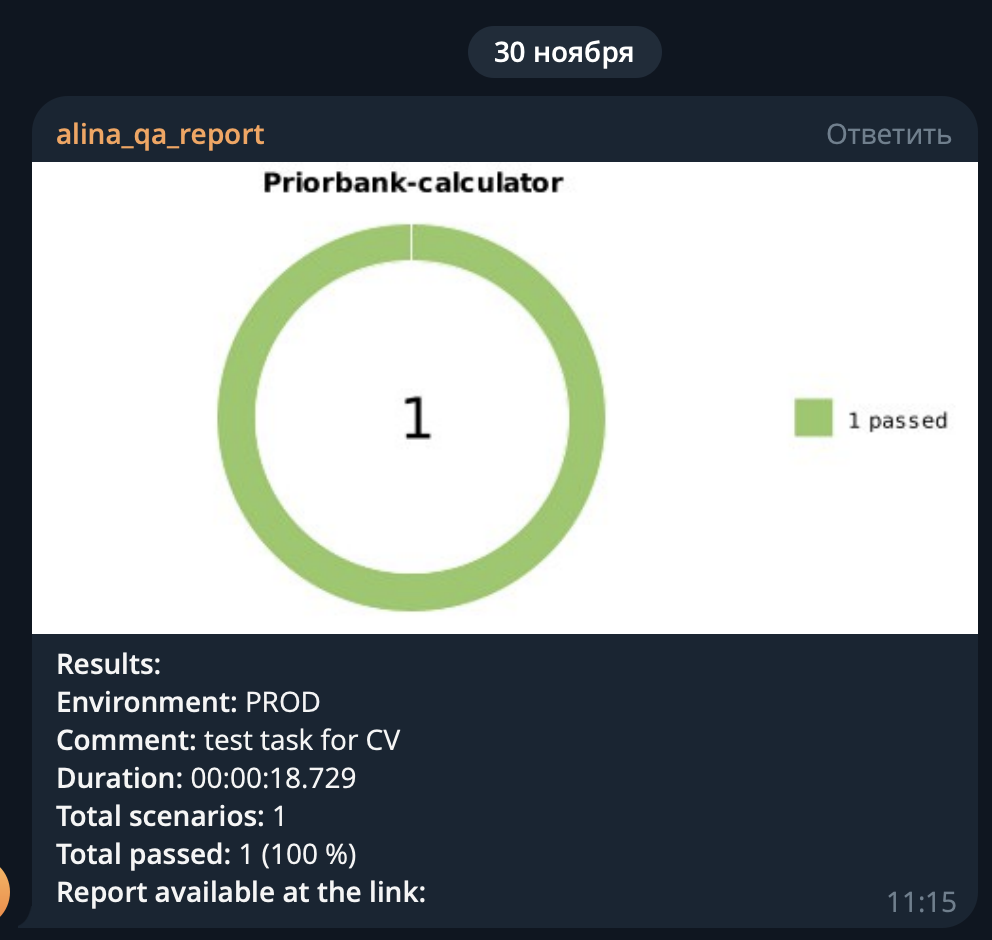 30 ноября
alina_qa_report
Ответить
Priorbank-calculator
1
1 passed
Results:
Environment: PROD
Comment: test task for CV
Duration: 00:00:18.729
Total scenarios: 1
Total passed: 1 (100 %)
Report available at the link:
11:15